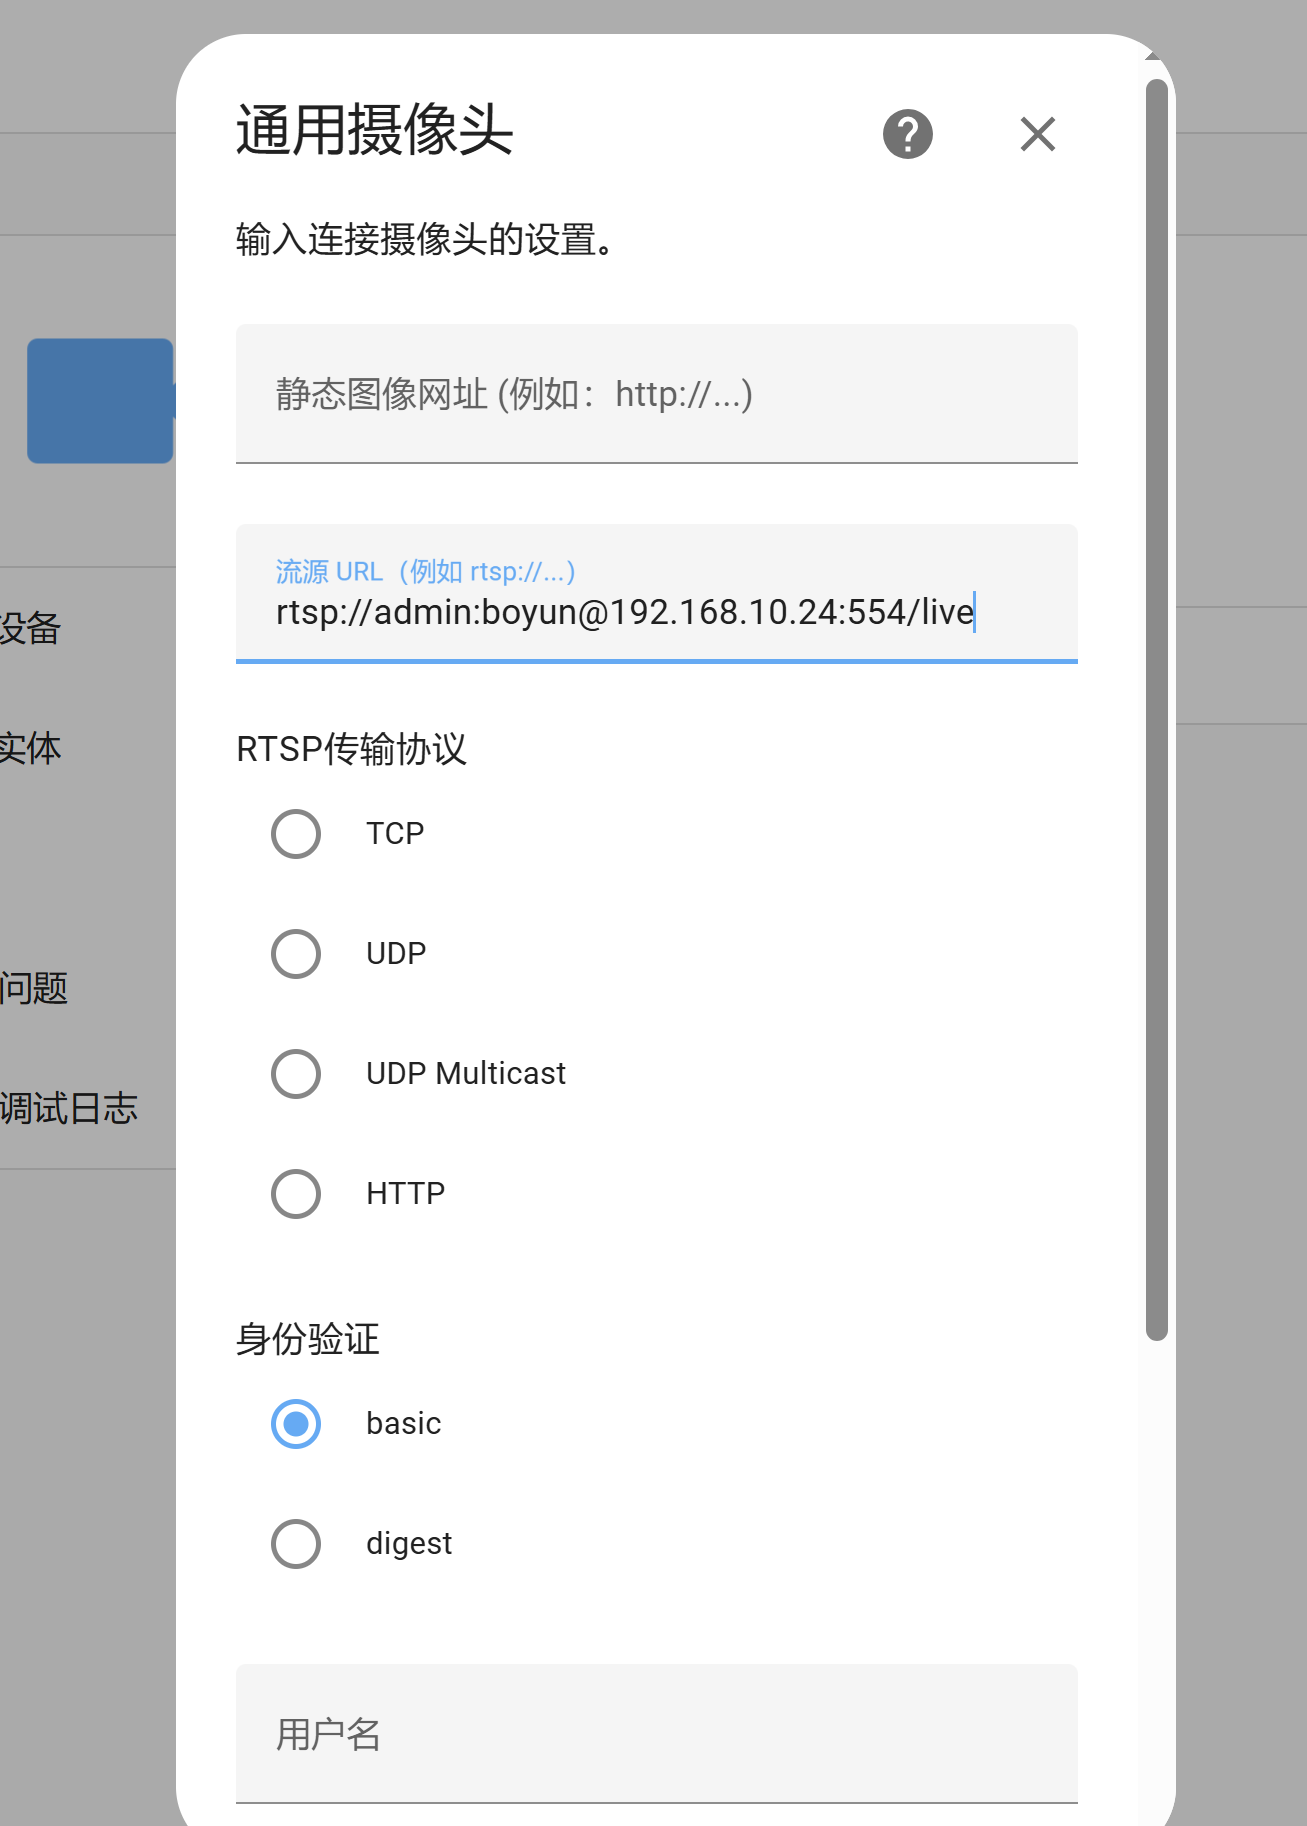 通用摄像头
输入连接摄像头的设置。
静态图像网址 (例如：http://...)
流源 URL（例如 rtsp://...）
rtsp://admin:boyun@192.168.10.24:554/live
RTSP传输协议
TCP
UDP
UDP Multicast
HTTP
身份验证
basic
digest
用户名
设备
实体
问题
调试日志